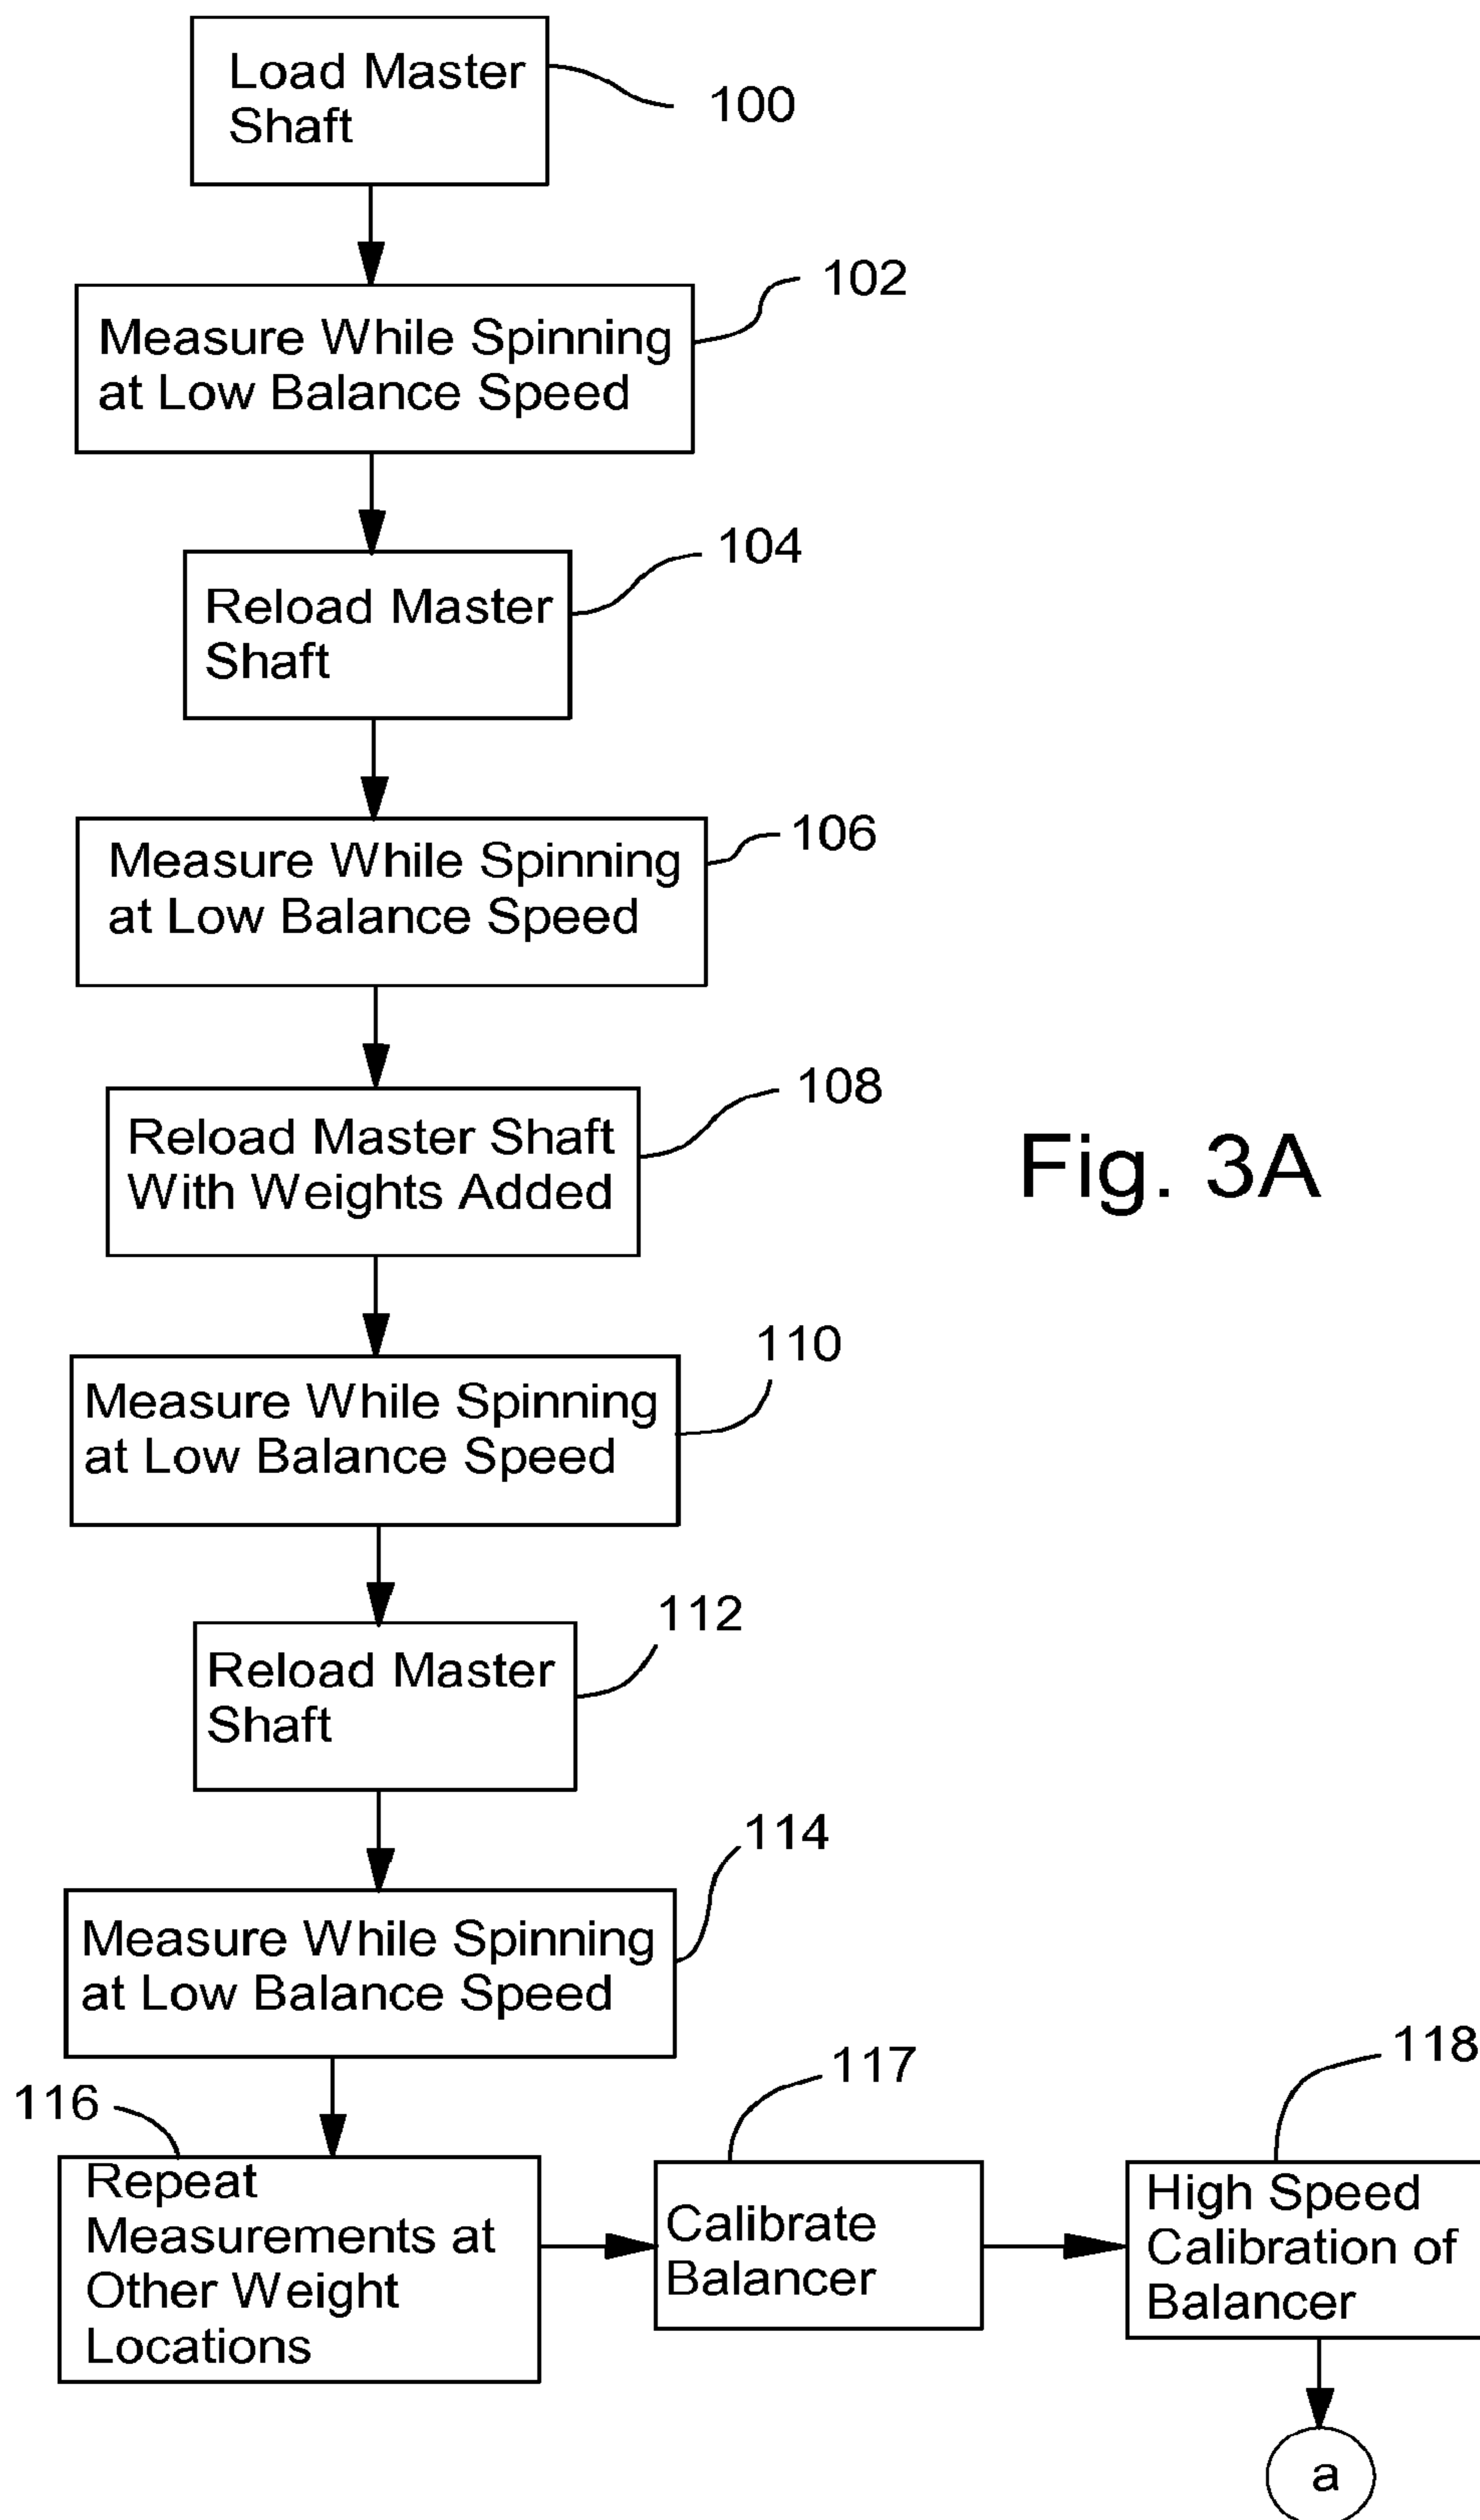 Load Master
Shaft
100
102
Measure While Spinning
at Low Balance Speed
104
Reload Master
Shaft
106
Measure While Spinning
at Low Balance Speed
108
Reload Master Shaft
With Weights Added
Fig. 3A
110
Measure While Spinning
at Low Balance Speed
112
Reload Master
Shaft
114
Measure While Spinning
at Low Balance Speed
116
Repeat
Measurements at
Other Weight
Locations
117
Calibrate
Balancer
118
High Speed
Calibration of
Balancer
a